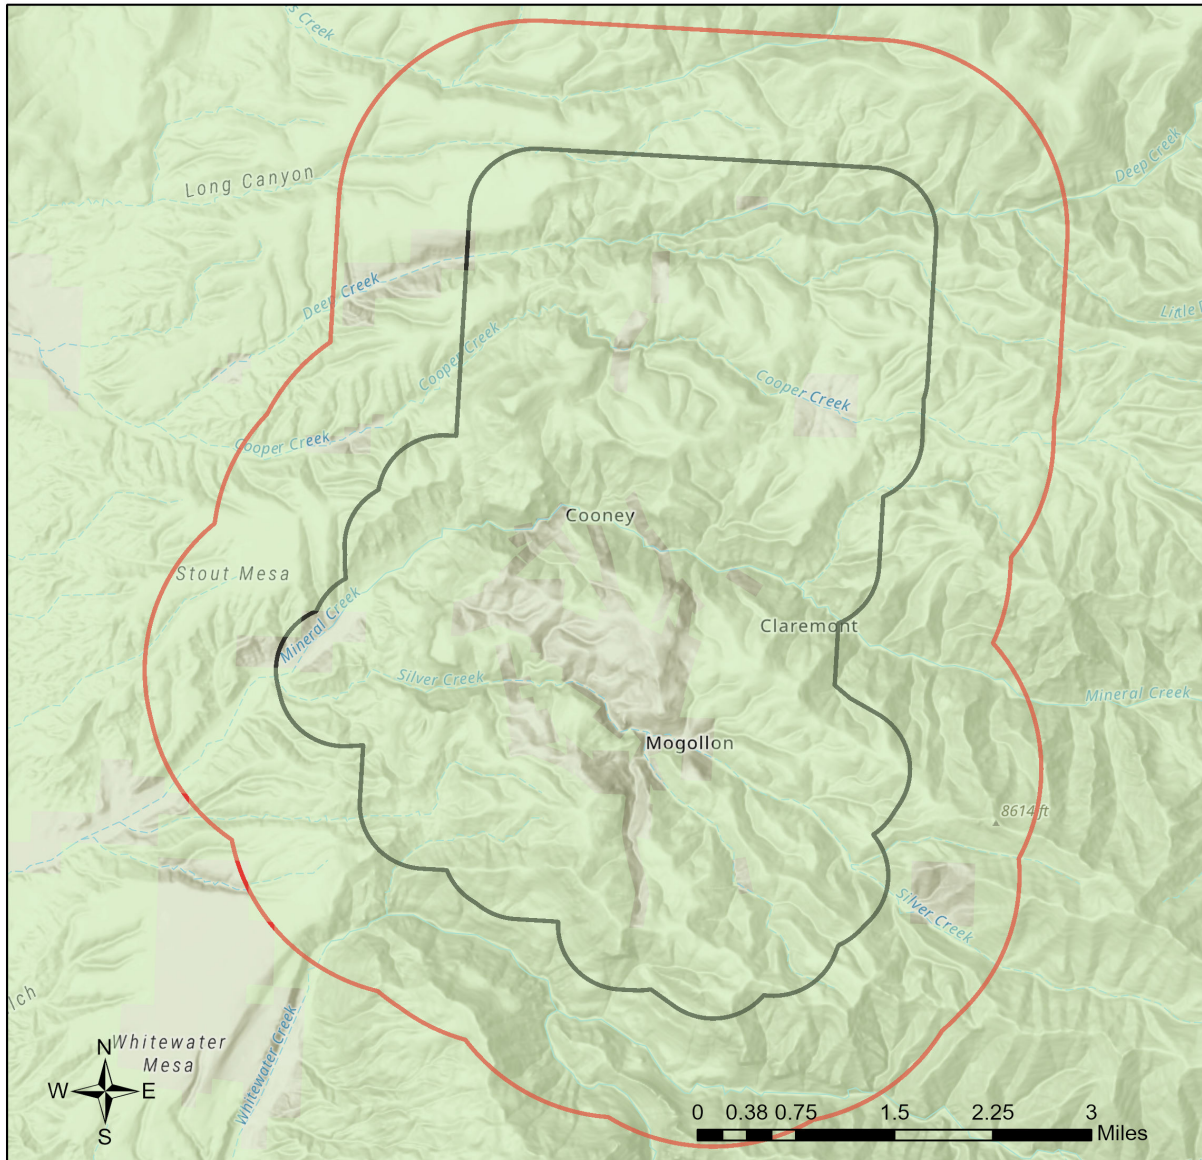 s Creek
Long Canyon
Deep Creek
Deep Creek
Little
Cooper Creek
Cooper Creek
Cooper Creek
Cooney
Stout Mesa
Mineral Creek
Claremont
Silver Creek
Mineral Creek
Mogollon
8614 ft
Silver Creek
lch
Whitewater
Mesa
Whitewater Creek
N
W E
S
0 0.38 0.75 1.5 2.25 3
Miles